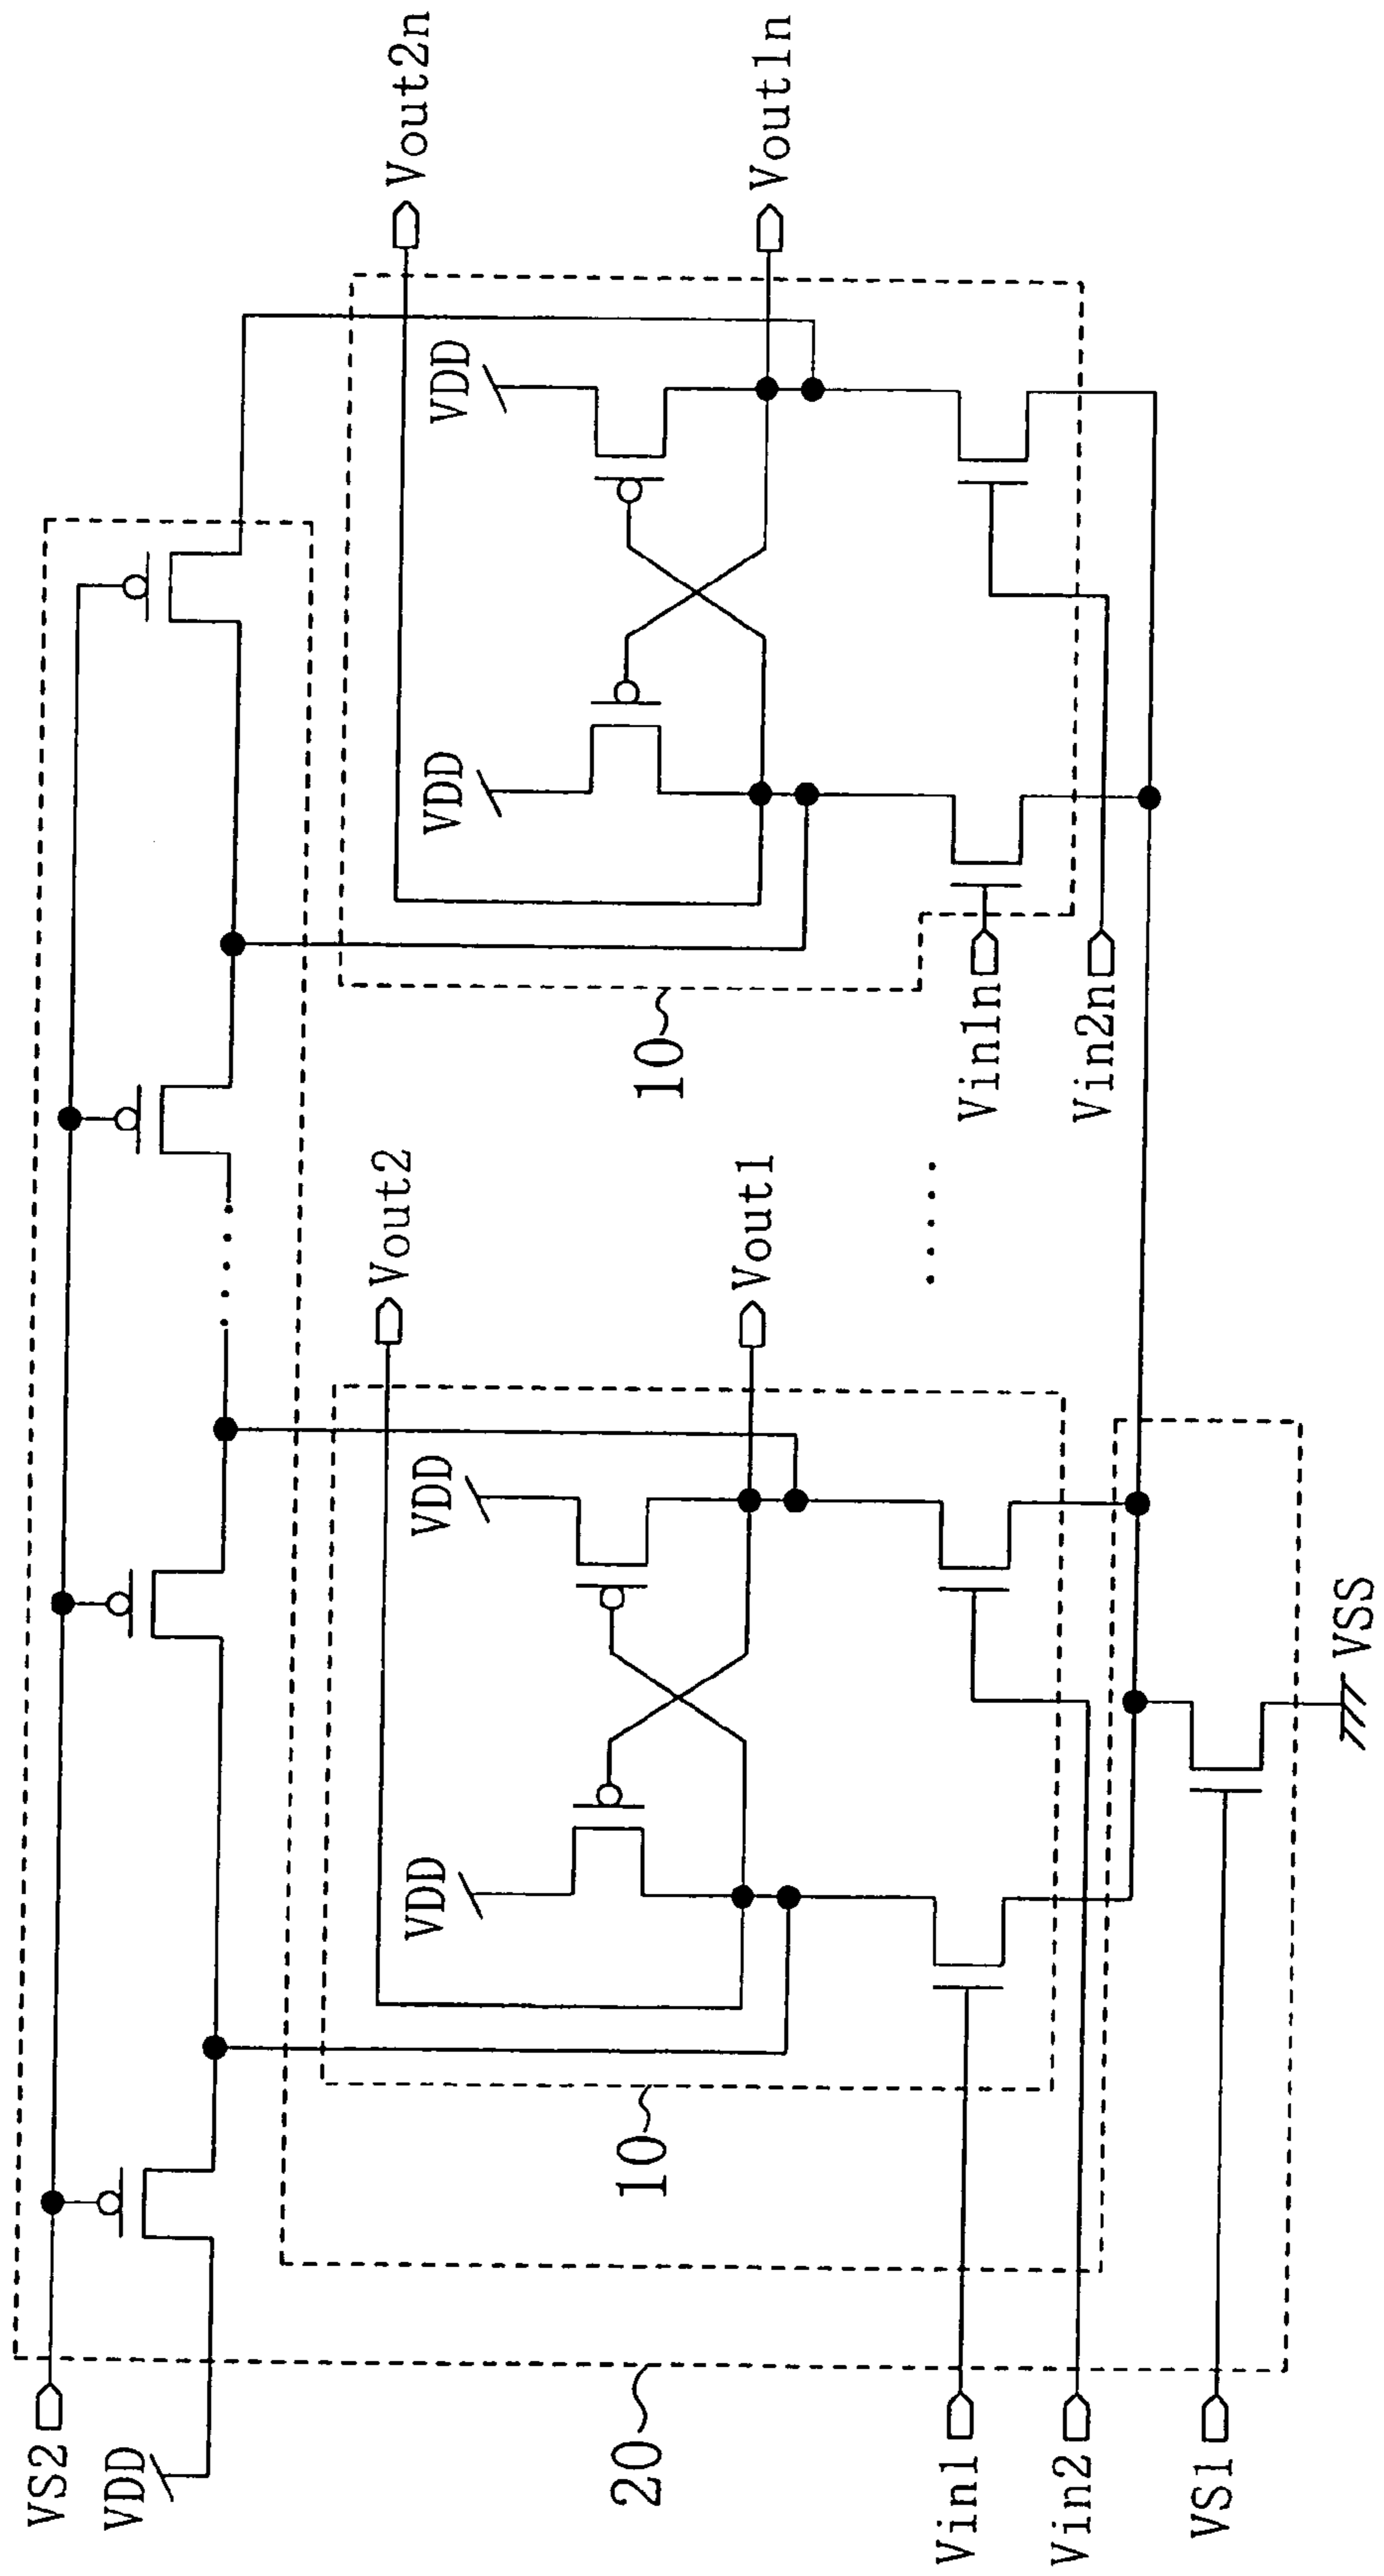 VS2
VDD
20
Vin1
Vin2
VS1
10
VDD
VDD
Vout2
Vout1
VSS
10
Vin1n
Vin2n
VDD
VDD
Vout2n
Vout1n